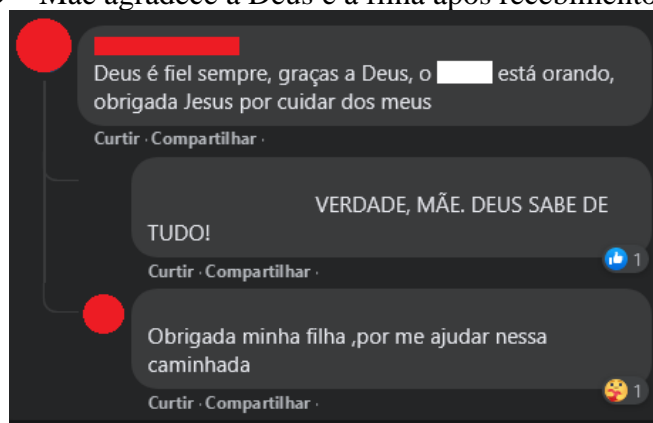 Mãe agradece a Deus e à filha após recebimento
Deus é fiel sempre, graças a Deus, o está orando,
obrigada Jesus por cuidar dos meus
Curtir · Compartilhar ·
VERDADE, MÃE. DEUS SABE DE
TUDO!
1
Curtir · Compartilhar ·
Obrigada minha filha ,por me ajudar nessa
caminhada
1
Curtir · Compartilhar ·